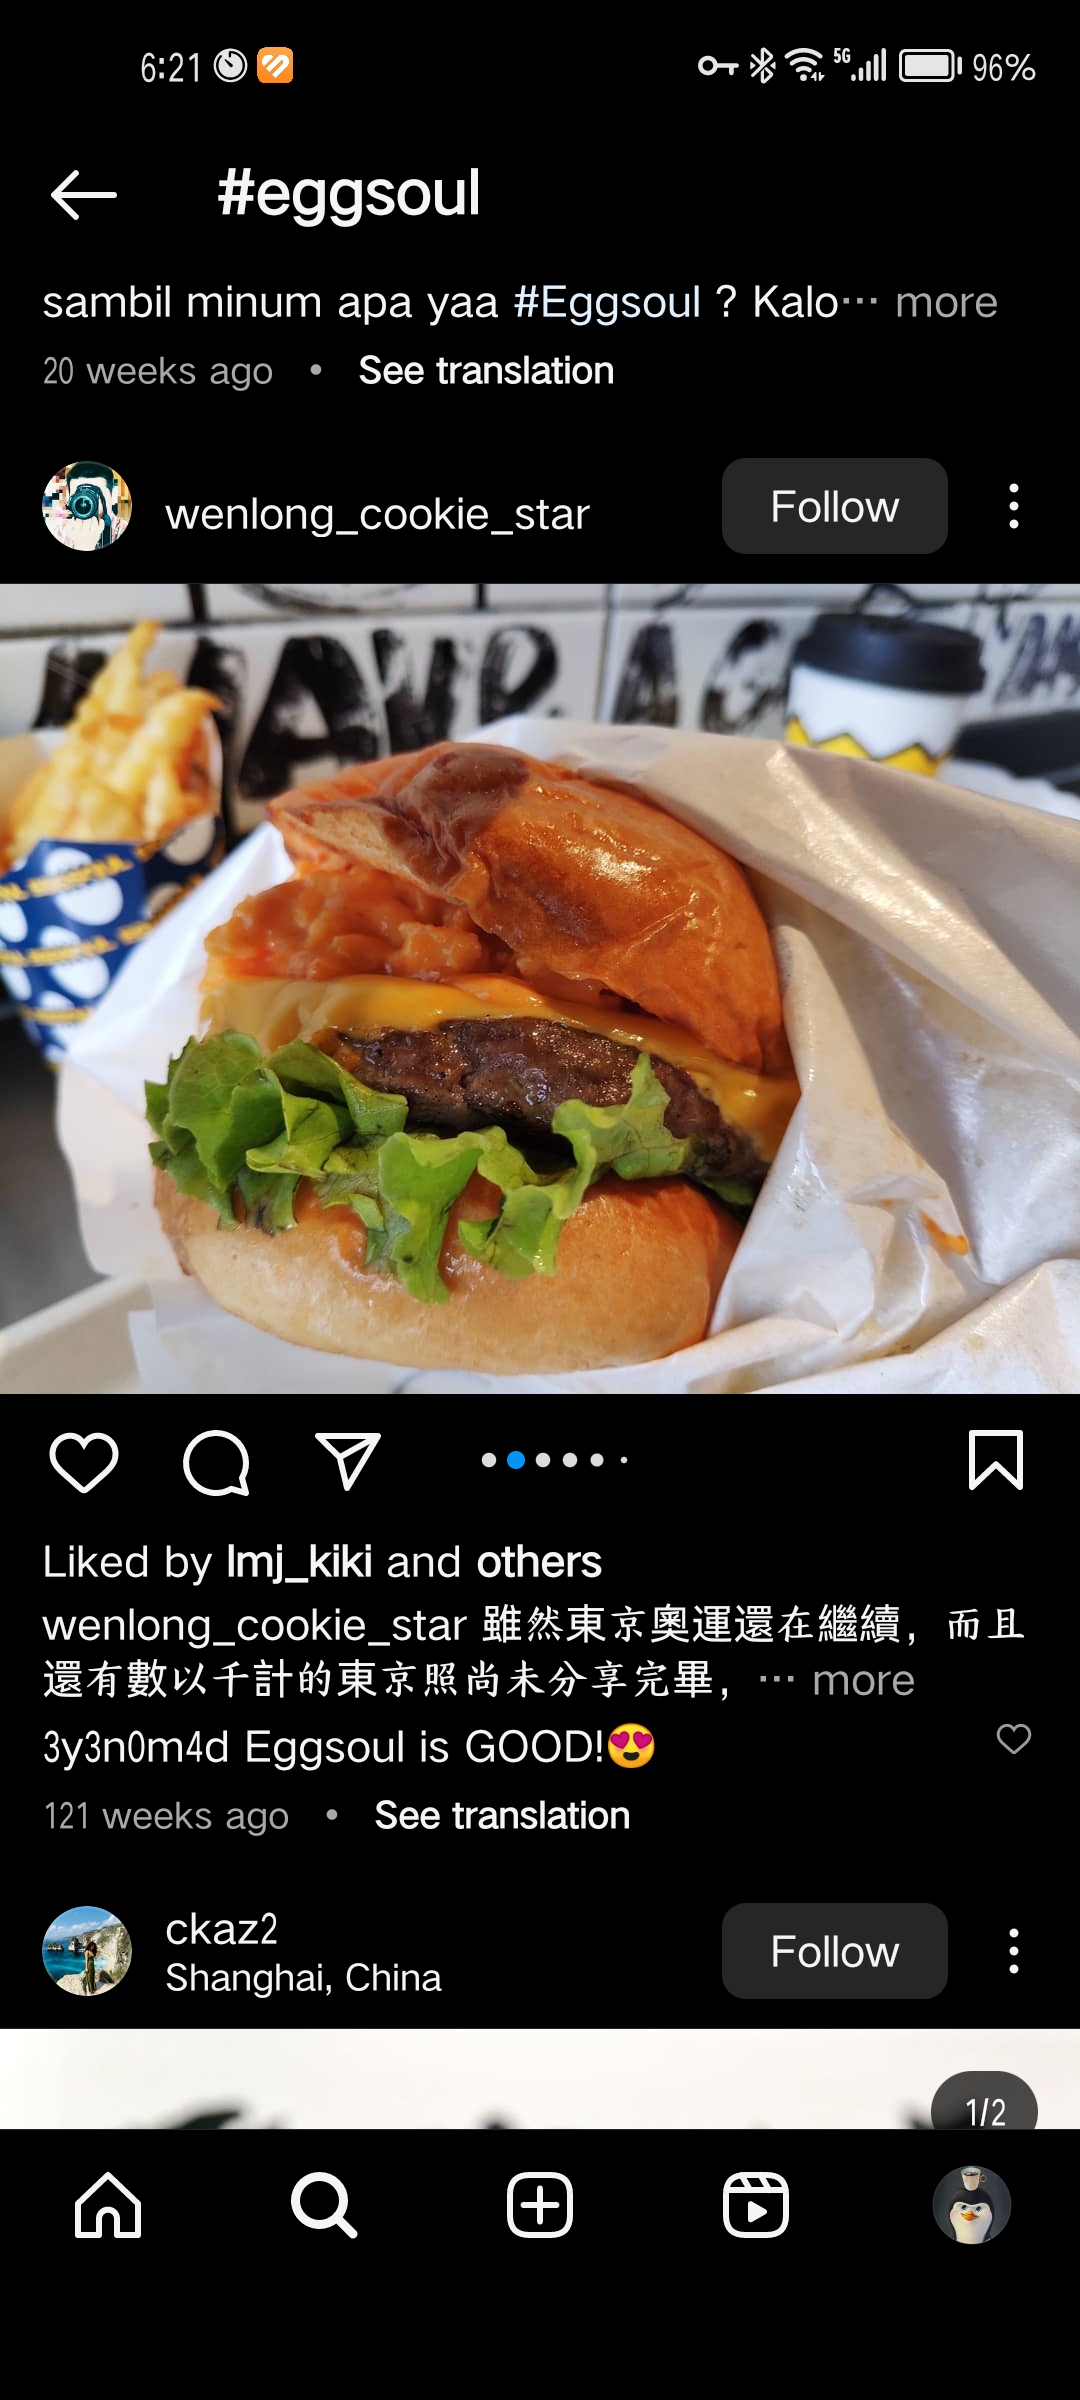 6:21 5G 96%
#eggsoul
sambil minum apa yaa #Eggsoul ? Kalo… more
20 weeks ago • See translation
wenlong_cookie_star Follow
Liked by lmj_kiki and others
wenlong_cookie_star 雖然東京奧運還在繼續，而且
還有數以千計的東京照尚未分享完畢，… more
3y3n0m4d Eggsoul is GOOD!😍
121 weeks ago • See translation
ckaz2
Shanghai, China
Follow
1/2